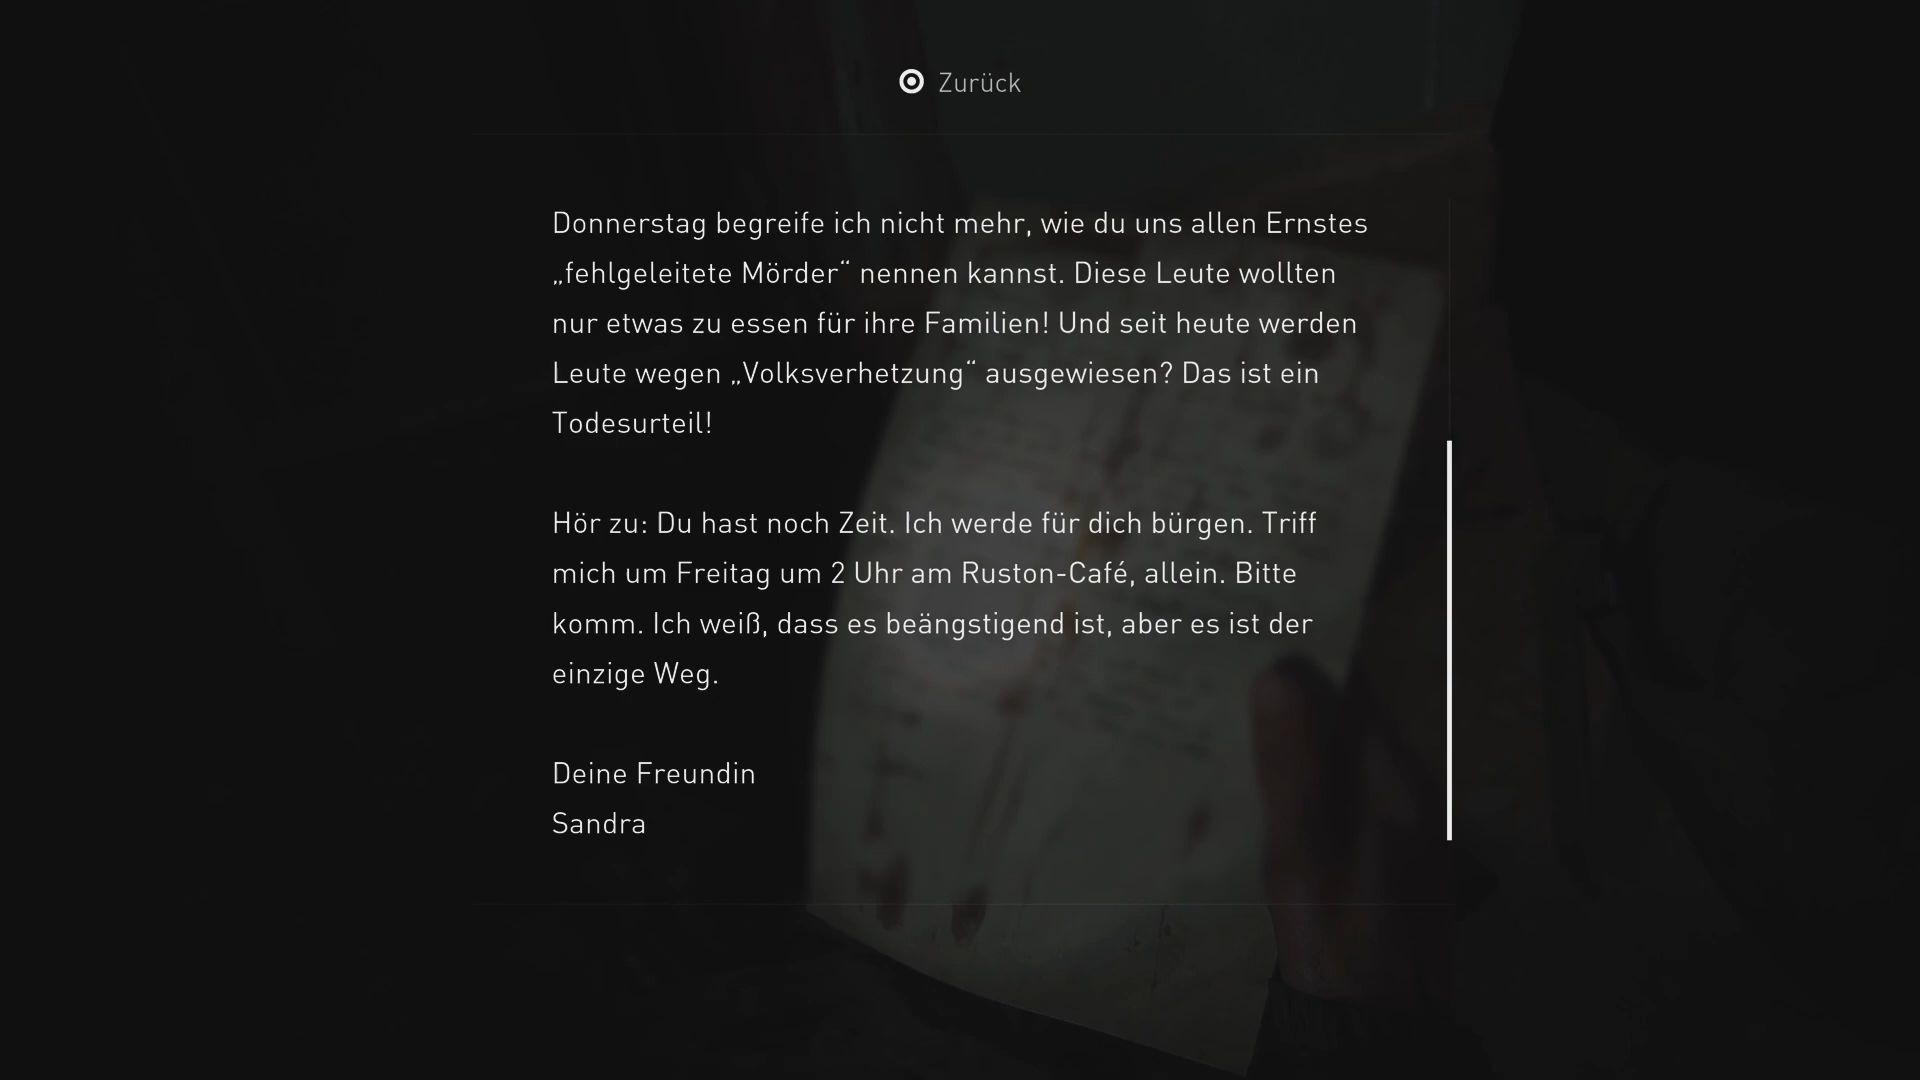 Zurück
Donnerstag begreife ich nicht mehr, wie du uns allen Ernstes
„fehlgeleitete Mörder“ nennen kannst. Diese Leute wollten
nur etwas zu essen für ihre Familien! Und seit heute werden
Leute wegen „Volksverhetzung“ ausgewiesen? Das ist ein
Todesurteil!
Hör zu: Du hast noch Zeit. Ich werde für dich bürgen. Triff
mich um Freitag um 2 Uhr am Ruston-Café, allein. Bitte
komm. Ich weiß, dass es beängstigend ist, aber es ist der
einzige Weg.
Deine Freundin
Sandra